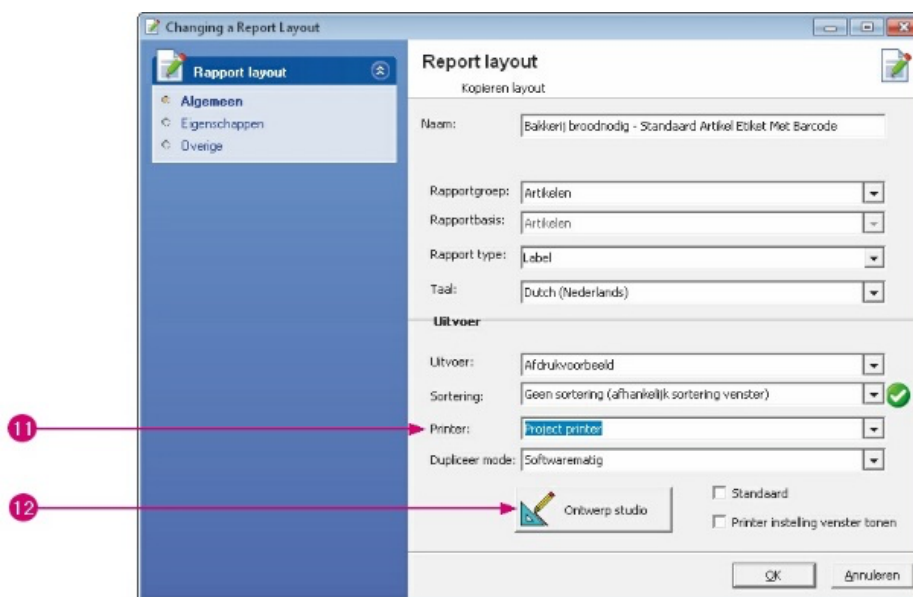 Changing a Report Layout
Rapport layout
Algemeen
Eigenschappen
Overige
Report layout
Kopieren layout
Naam: Bakkerij broodnodig - Standaard Artikel Etiket Met Barcode
Rapportgroep: Artikelen
Rapportbasis: Artikelen
Rapport type: Label
Taal: Dutch (Nederlands)
Uitvoer
Uitvoer: Afdrukvoorbeeld
Sortering: Geen sortering (afhankelijk sortering venster)
11 Printer: Project printer
Dupliceer mode: Softwarematig
12 Ontwerp studio
Standaard
Printer instelling venster tonen
OK Annuleren